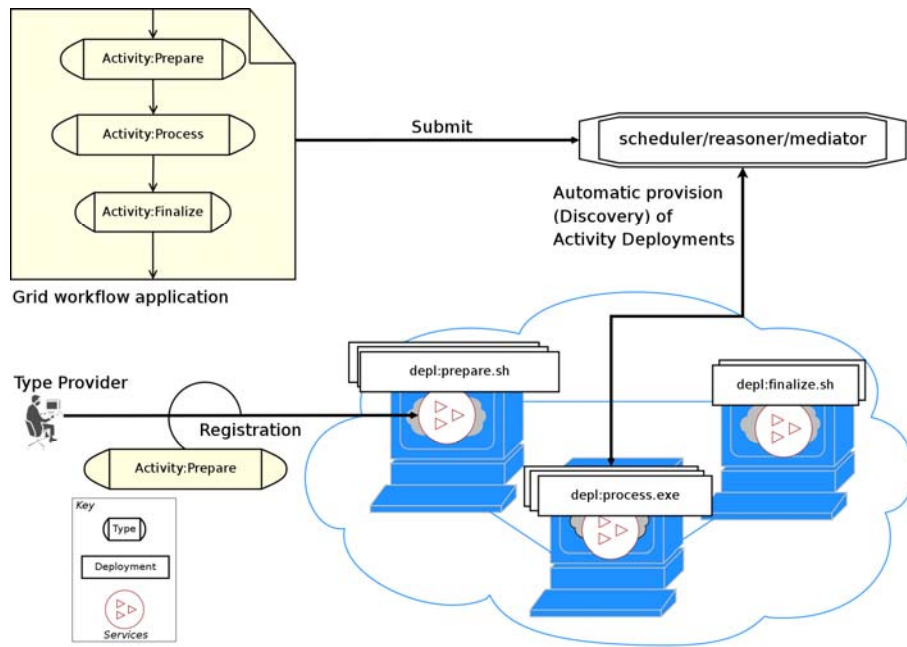 Activity:Prepare
Activity:Process
Activity:Finalize
Grid workflow application
Submit
scheduler/reasoner/mediator
Automatic provision
(Discovery) of
Activity Deployments
Type Provider
Registration
Activity:Prepare
depl:prepare.sh
depl:finalize.sh
depl:process.exe
Key
Type
Deployment
Services